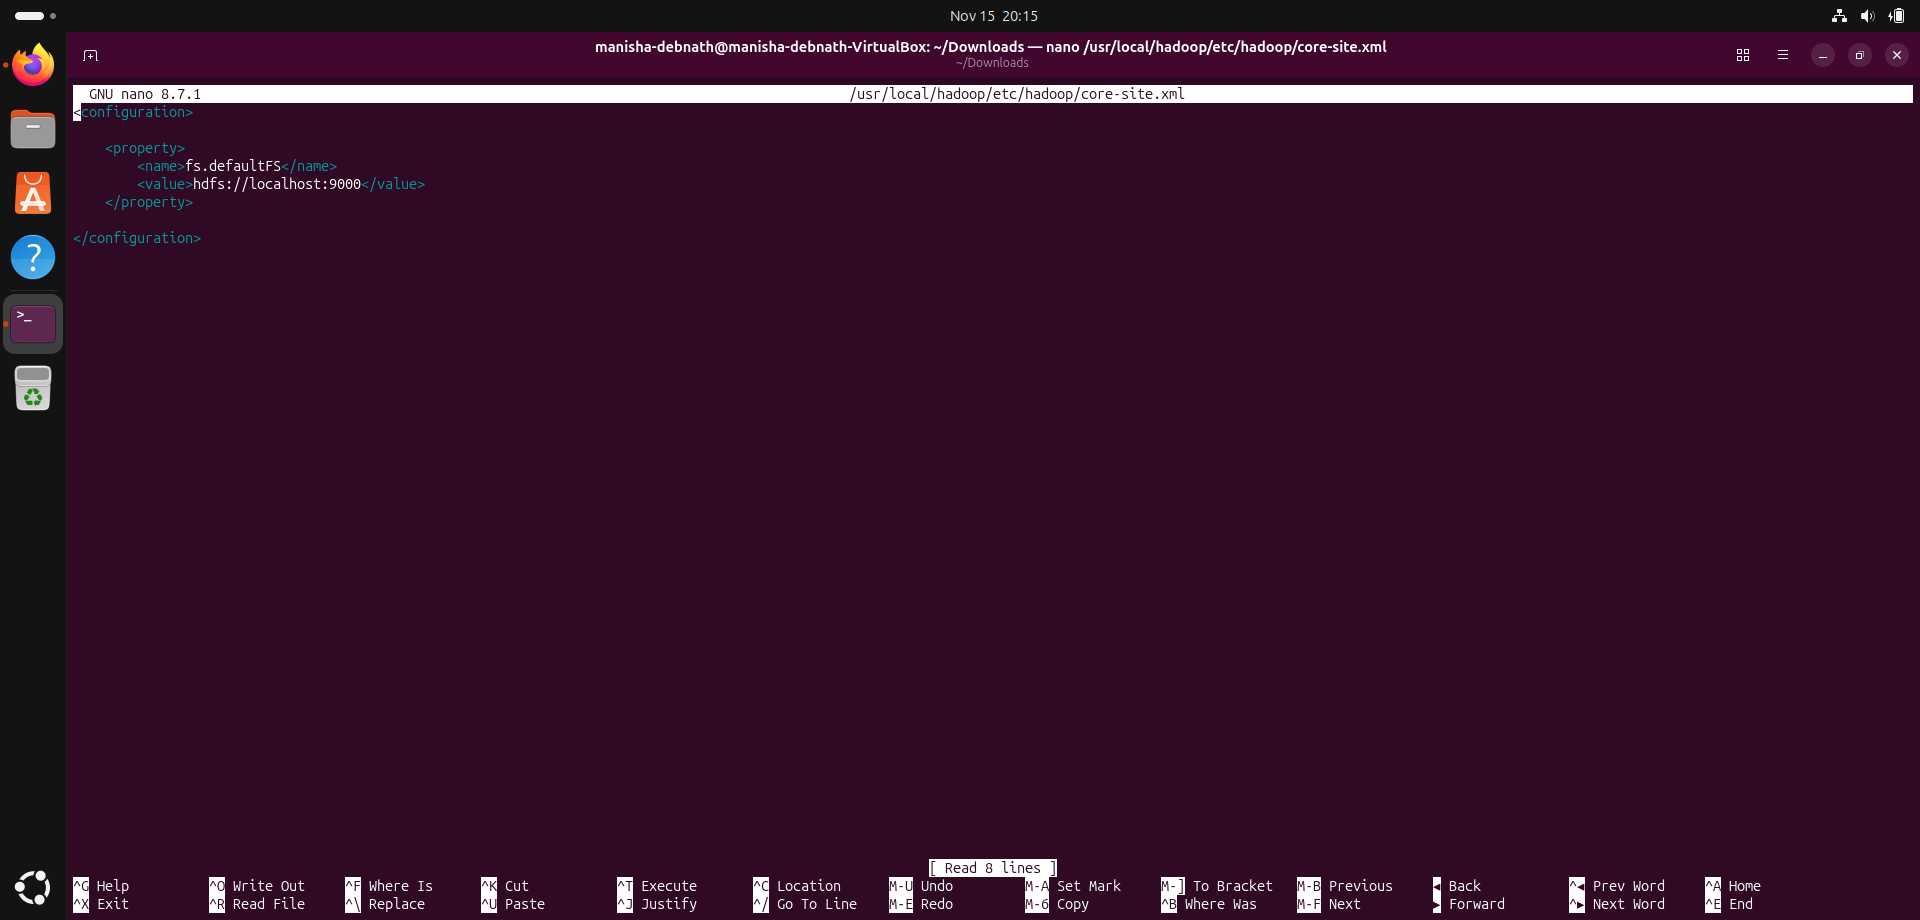 Nov 15 20:15
manisha-debnath@manisha-debnath-VirtualBox: ~/Downloads — nano /usr/local/hadoop/etc/hadoop/core-site.xml
~/Downloads
GNU nano 8.7.1 /usr/local/hadoop/etc/hadoop/core-site.xml
<configuration>
<property>
<name>fs.defaultFS</name>
<value>hdfs://localhost:9000</value>
</property>
</configuration>
[ Read 8 lines ]
^G Help ^O Write Out ^F Where Is ^K Cut ^T Execute ^C Location M-U Undo M-A Set Mark M-] To Bracket M-B Previous ◂ Back ^◂ Prev Word ^A Home
^X Exit ^R Read File ^\ Replace ^U Paste ^J Justify ^/ Go To Line M-E Redo M-6 Copy ^B Where Was M-F Next ▸ Forward ^▸ Next Word ^E End